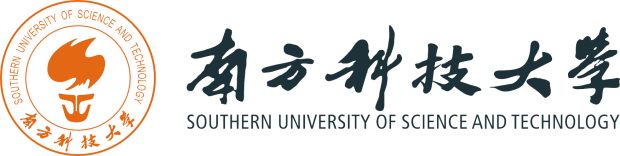 SOUTHERN UNIVERSITY OF SCIENCE AND TECHNOLOGY
南方科技大学
南方科技大学
SOUTHERN UNIVERSITY OF SCIENCE AND TECHNOLOGY